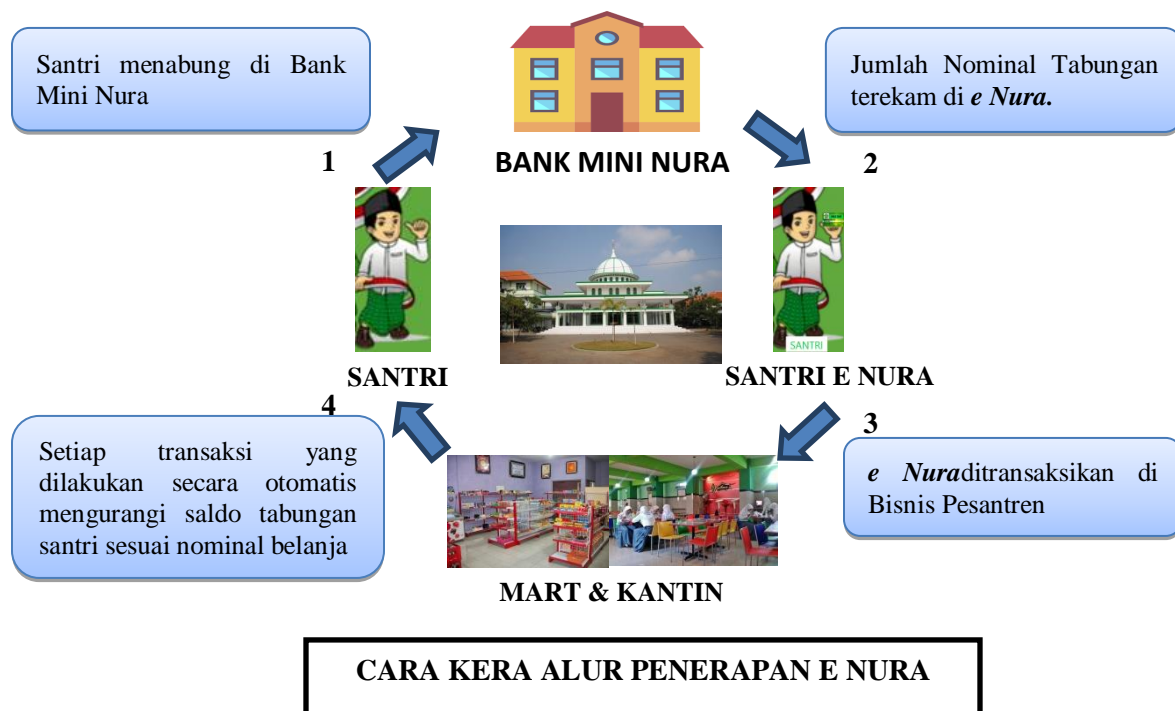 Santri menabung di Bank
Mini Nura
Jumlah Nominal Tabungan
terekam di e Nura.
1
BANK MINI NURA
2
SANTRI
SANTRI
SANTRI E NURA
4
3
Setiap transaksi yang
dilakukan secara otomatis
mengurangi saldo tabungan
santri sesuai nominal belanja
e Nuraditransaksikan di
Bisnis Pesantren
MART & KANTIN
CARA KERA ALUR PENERAPAN E NURA